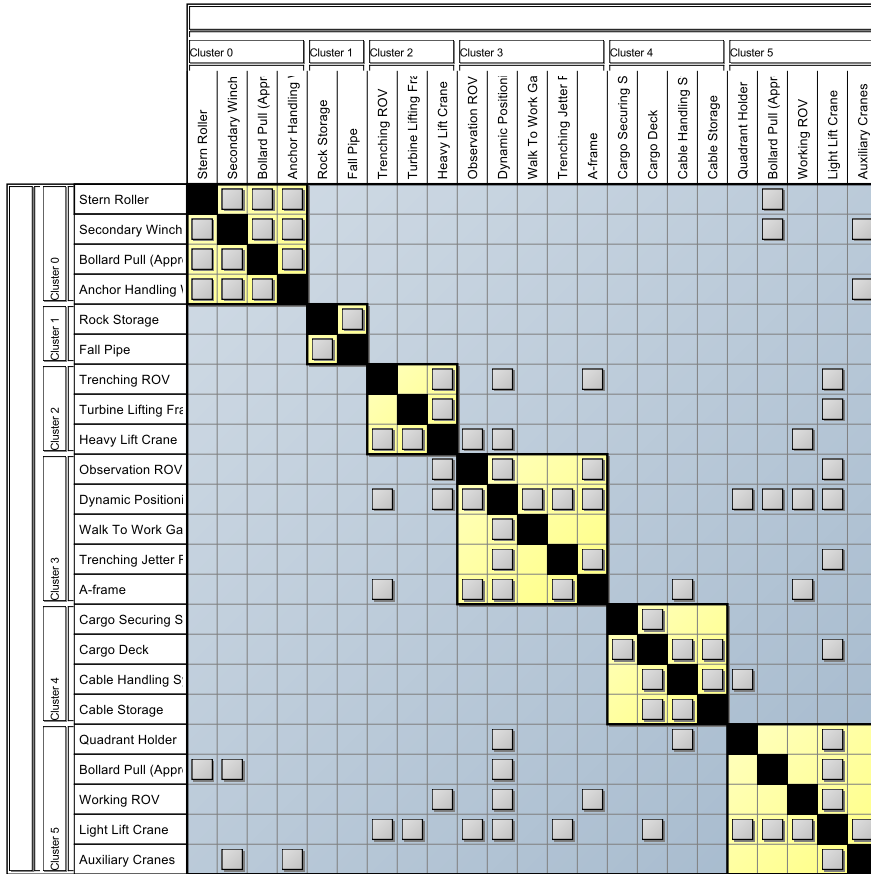 Cluster 0 Cluster 1 Cluster 2 Cluster 3 Cluster 4 Cluster 5
Stern Roller
Secondary Winch
Bollard Pull (Appr
Anchor Handling
Rock Storage
Fall Pipe
Trenching ROV
Turbine Lifting Fra
Heavy Lift Crane
Observation ROV
Dynamic Positioni
Walk To Work Ga
Trenching Jetter F
A-frame
Cargo Securing S
Cargo Deck
Cable Handling S
Cable Storage
Quadrant Holder
Bollard Pull (Appr
Working ROV
Light Lift Crane
Auxiliary Cranes
Cluster 0
Stern Roller
Secondary Winch
Bollard Pull (Appr
Anchor Handling
Cluster 1
Rock Storage
Fall Pipe
Cluster 2
Trenching ROV
Turbine Lifting Fra
Heavy Lift Crane
Cluster 3
Observation ROV
Dynamic Positioni
Walk To Work Ga
Trenching Jetter F
A-frame
Cluster 4
Cargo Securing S
Cargo Deck
Cable Handling S
Cable Storage
Cluster 5
Quadrant Holder
Bollard Pull (Appr
Working ROV
Light Lift Crane
Auxiliary Cranes